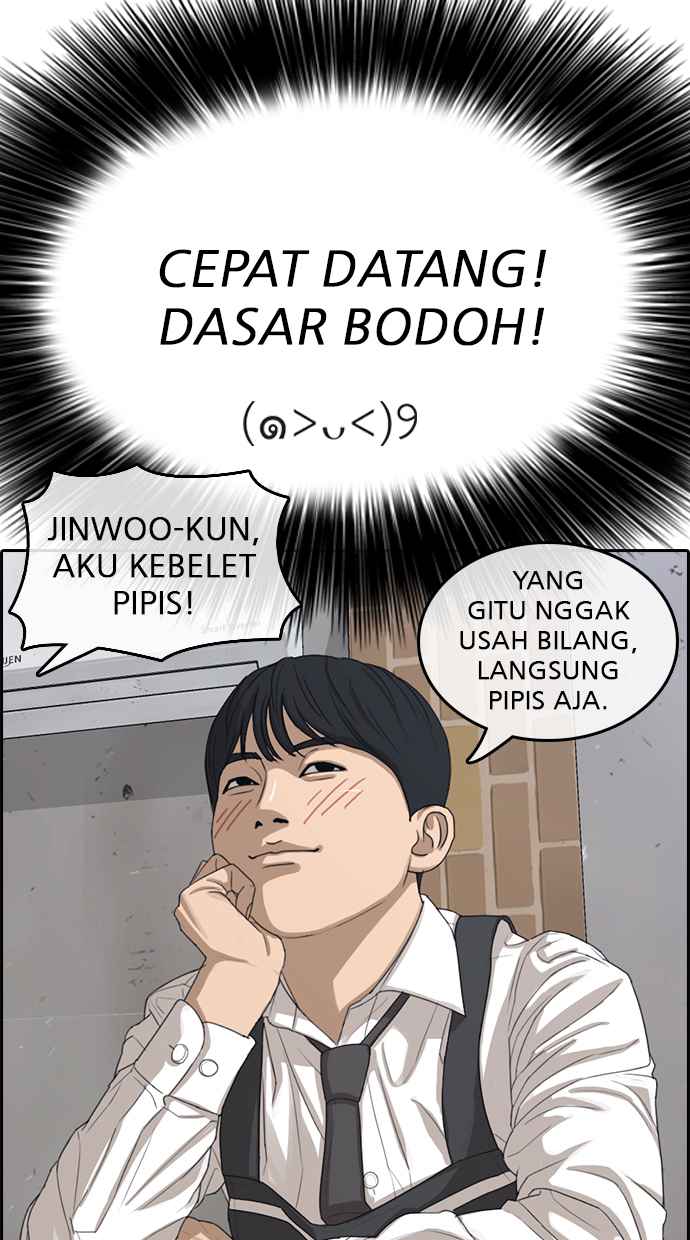 CEPAT DATANG!
DASAR BODOH!
(๑>ᴗ<)9
JINWOO-KUN,
AKU KEBELET
PIPIS!
YANG
GITU NGGAK
USAH BILANG,
LANGSUNG
PIPIS AJA.